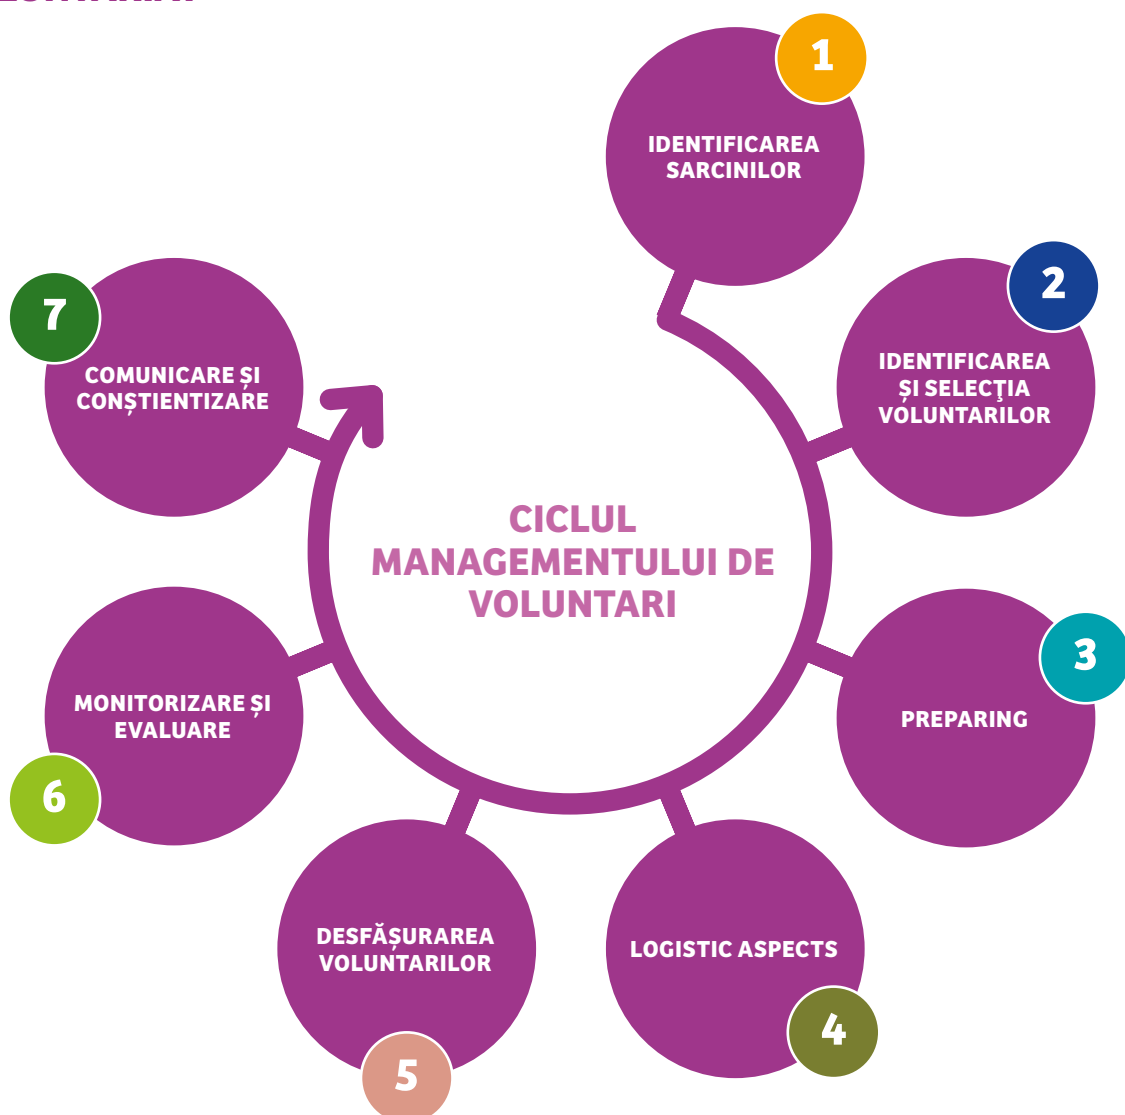 1
IDENTIFICAREA
SARCINILOR
2
IDENTIFICAREA
ȘI SELECŢIA
VOLUNTARILOR
3
PREPARING
4
LOGISTIC ASPECTS
5
DESFĂȘURAREA
VOLUNTARILOR
6
MONITORIZARE ȘI
EVALUARE
7
COMUNICARE ȘI
CONȘTIENTIZARE
CICLUL
MANAGEMENTULUI DE
VOLUNTARI